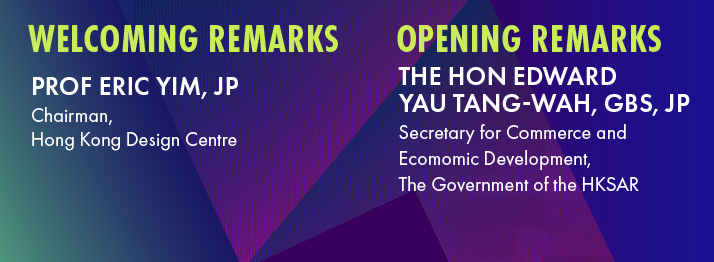 WELCOMING REMARKS
PROF ERIC YIM, JP
Chairman,
Hong Kong Design Centre
OPENING REMARKS
THE HON EDWARD
YAU TANG-WAH, GBS, JP
Secretary for Commerce and
Ecomomic Development,
The Government of the HKSAR